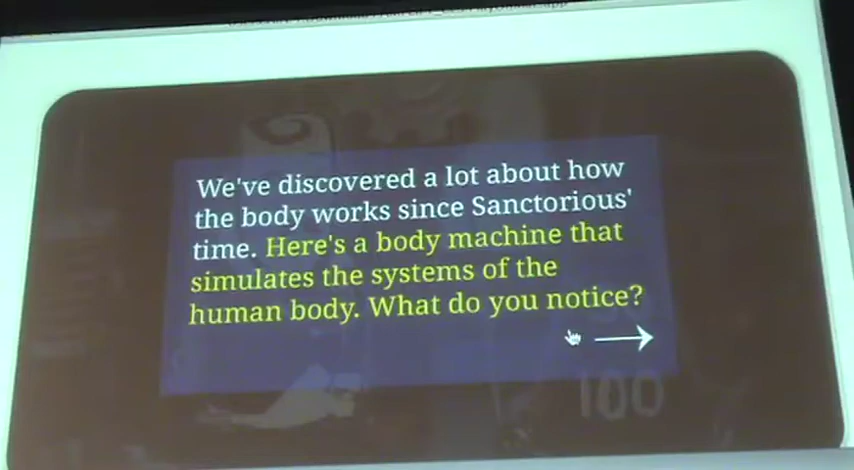 We've discovered a lot about how
the body works since Sanctorious'
time. Here's a body machine that
simulates the systems of the
human body. What do you notice?
100